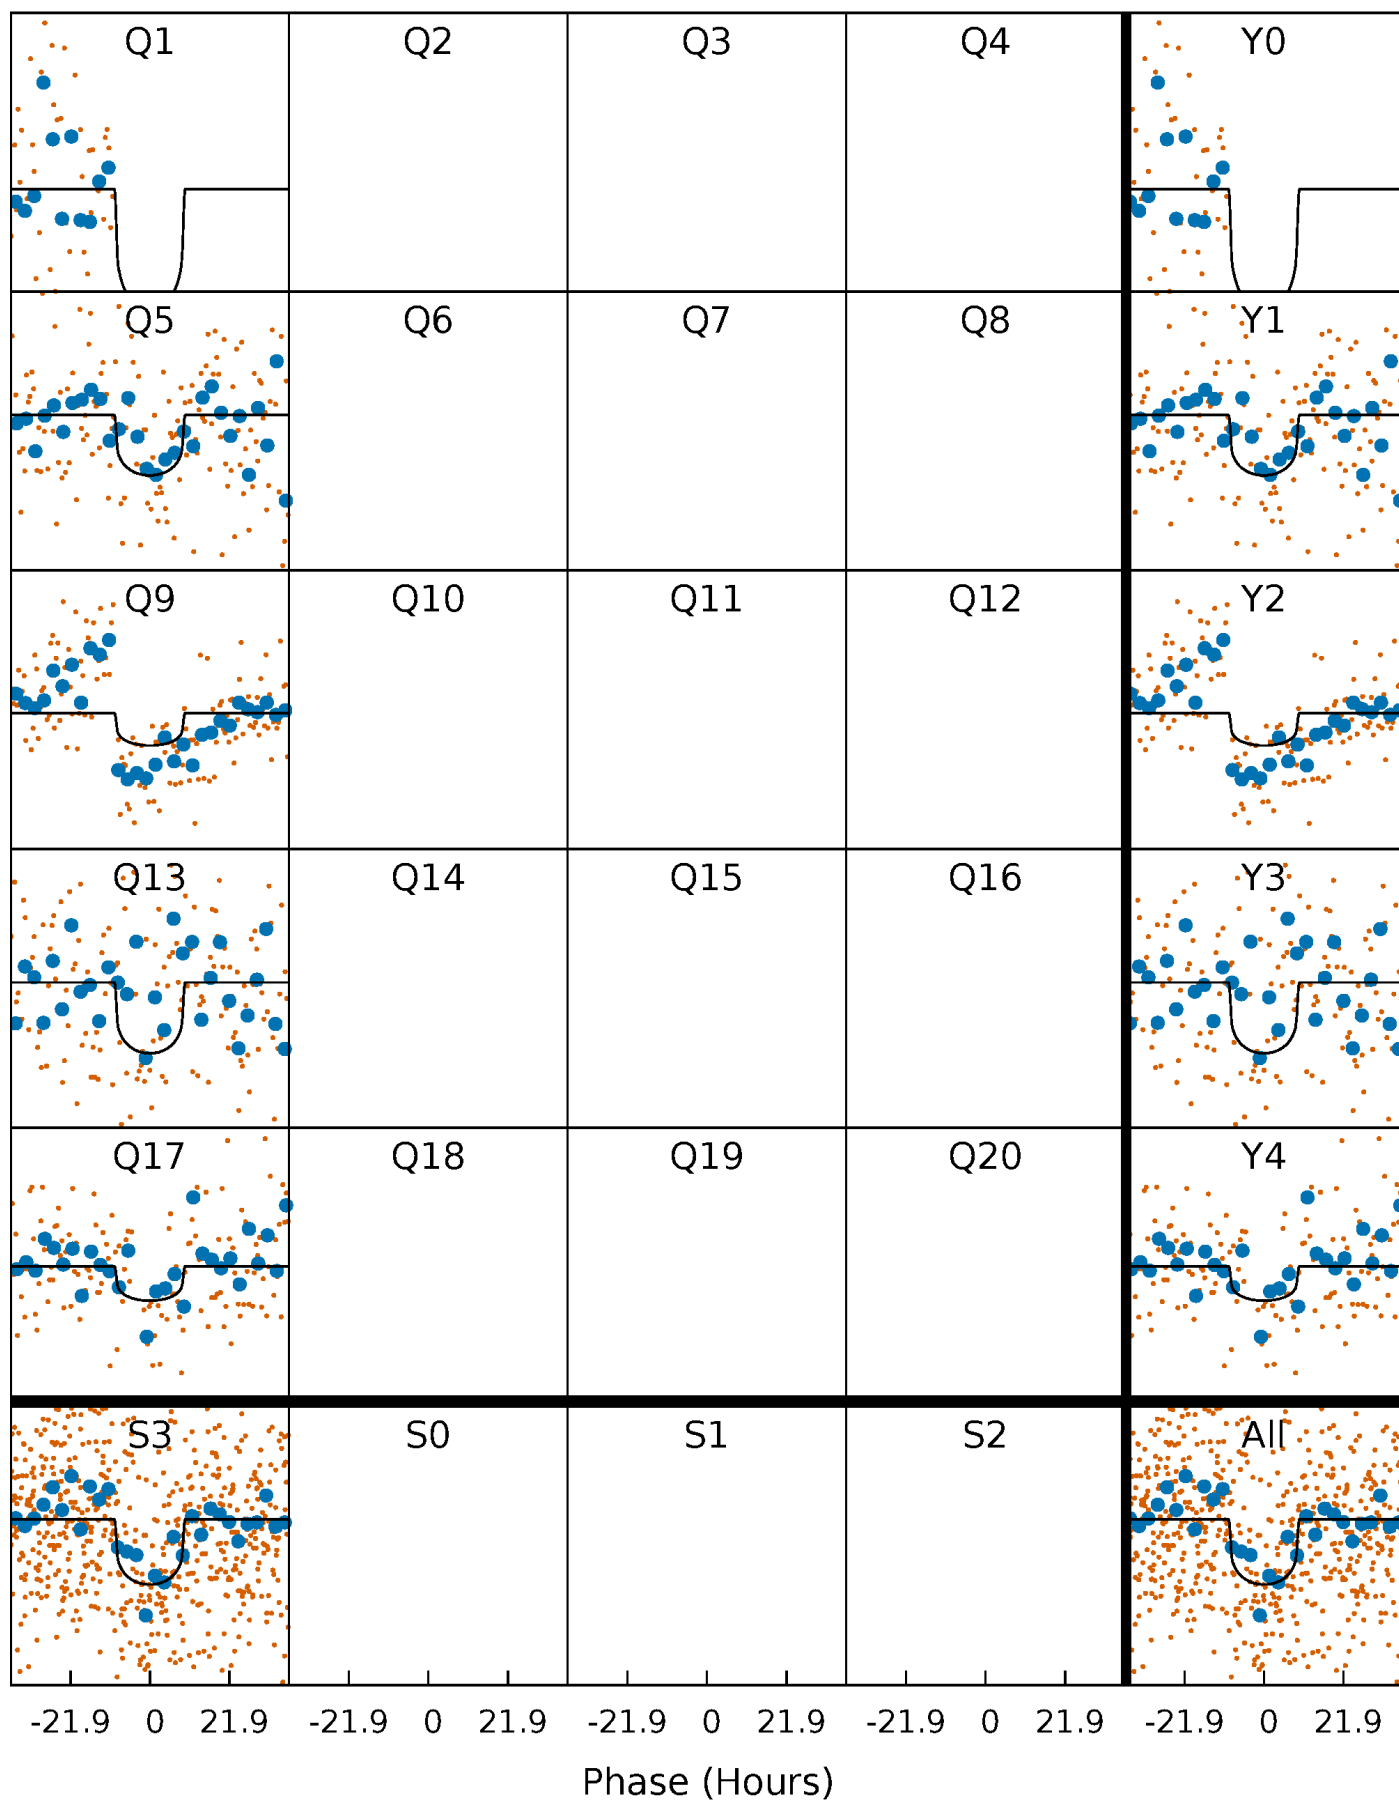 Q1 Q2 Q3 Q4 Y0
Q5 Q6 Q7 Q8 Y1
Q9 Q10 Q11 Q12 Y2
Q13 Q14 Q15 Q16 Y3
Q17 Q18 Q19 Q20 Y4
S3 S0 S1 S2 All
-21.9 0 21.9 -21.9 0 21.9 -21.9 0 21.9 -21.9 0 21.9 -21.9 0 21.9
Phase (Hours)